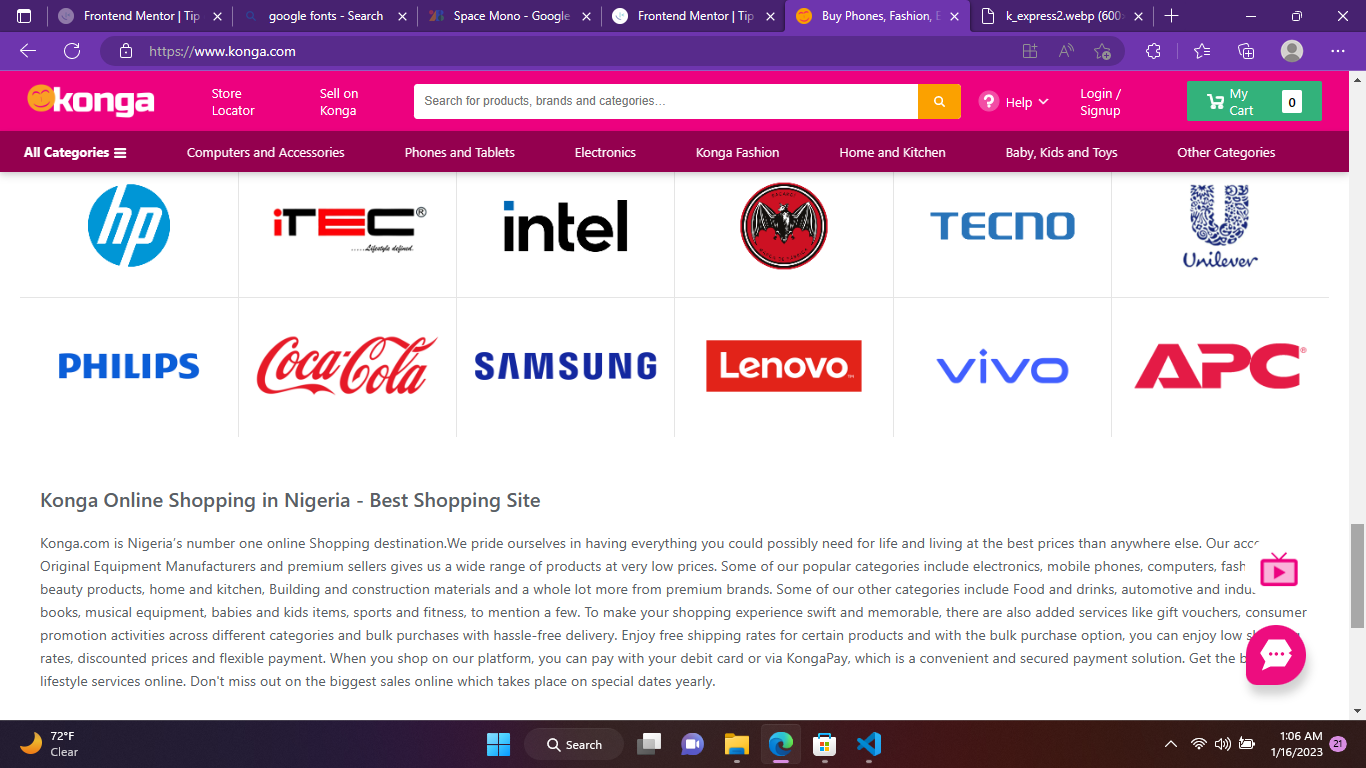 Frontend Mentor | Tip
google fonts - Search
Space Mono - Google
Frontend Mentor | Tip
Buy Phones, Fashion, E
k_express2.webp (600x
https://www.konga.com
konga
Store Locator
Sell on Konga
Search for products, brands and categories…
? Help
Login / Signup
My Cart
0
All Categories
Computers and Accessories
Phones and Tablets
Electronics
Konga Fashion
Home and Kitchen
Baby, Kids and Toys
Other Categories
hp
iTEC®
......Lifestyle defined.
intel
TECNO
Unilever
PHILIPS
Coca-Cola
SAMSUNG
Lenovo™
vivo
APC®
Konga Online Shopping in Nigeria - Best Shopping Site
Konga.com is Nigeria's number one online Shopping destination.We pride ourselves in having everything you could possibly need for life and living at the best prices than anywhere else. Our
Original Equipment Manufacturers and premium sellers gives us a wide range of products at very low prices. Some of our popular categories include electronics, mobile phones, computers,
beauty products, home and kitchen, Building and construction materials and a whole lot more from premium brands. Some of our other categories include Food and drinks, automotive and
books, musical equipment, babies and kids items, sports and fitness, to mention a few. To make your shopping experience swift and memorable, there are also added services like gift vouchers, consumer
promotion activities across different categories and bulk purchases with hassle-free delivery. Enjoy free shipping rates for certain products and with the bulk purchase option, you can enjoy low
rates, discounted prices and flexible payment. When you shop on our platform, you can pay with your debit card or via KongaPay, which is a convenient and secured payment solution. Get the
lifestyle services online. Don't miss out on the biggest sales online which takes place on special dates yearly.
72°F
Clear
Search
1:06 AM
1/16/2023
21